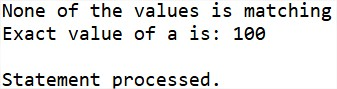 None of the values is matching
Exact value of a is: 100
Statement processed.